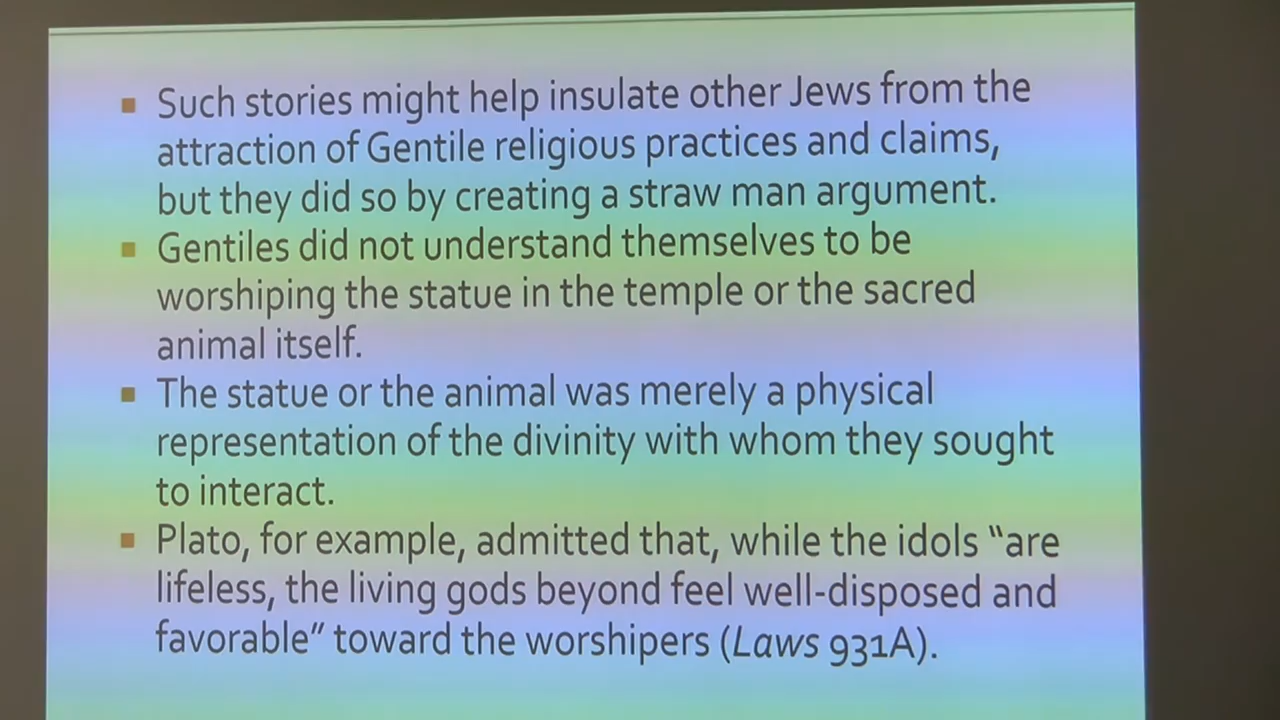 ▪ Such stories might help insulate other Jews from the
attraction of Gentile religious practices and claims,
but they did so by creating a straw man argument.
▪ Gentiles did not understand themselves to be
worshiping the statue in the temple or the sacred
animal itself.
▪ The statue or the animal was merely a physical
representation of the divinity with whom they sought
to interact.
▪ Plato, for example, admitted that, while the idols “are
lifeless, the living gods beyond feel well-disposed and
favorable” toward the worshipers (Laws 931A).